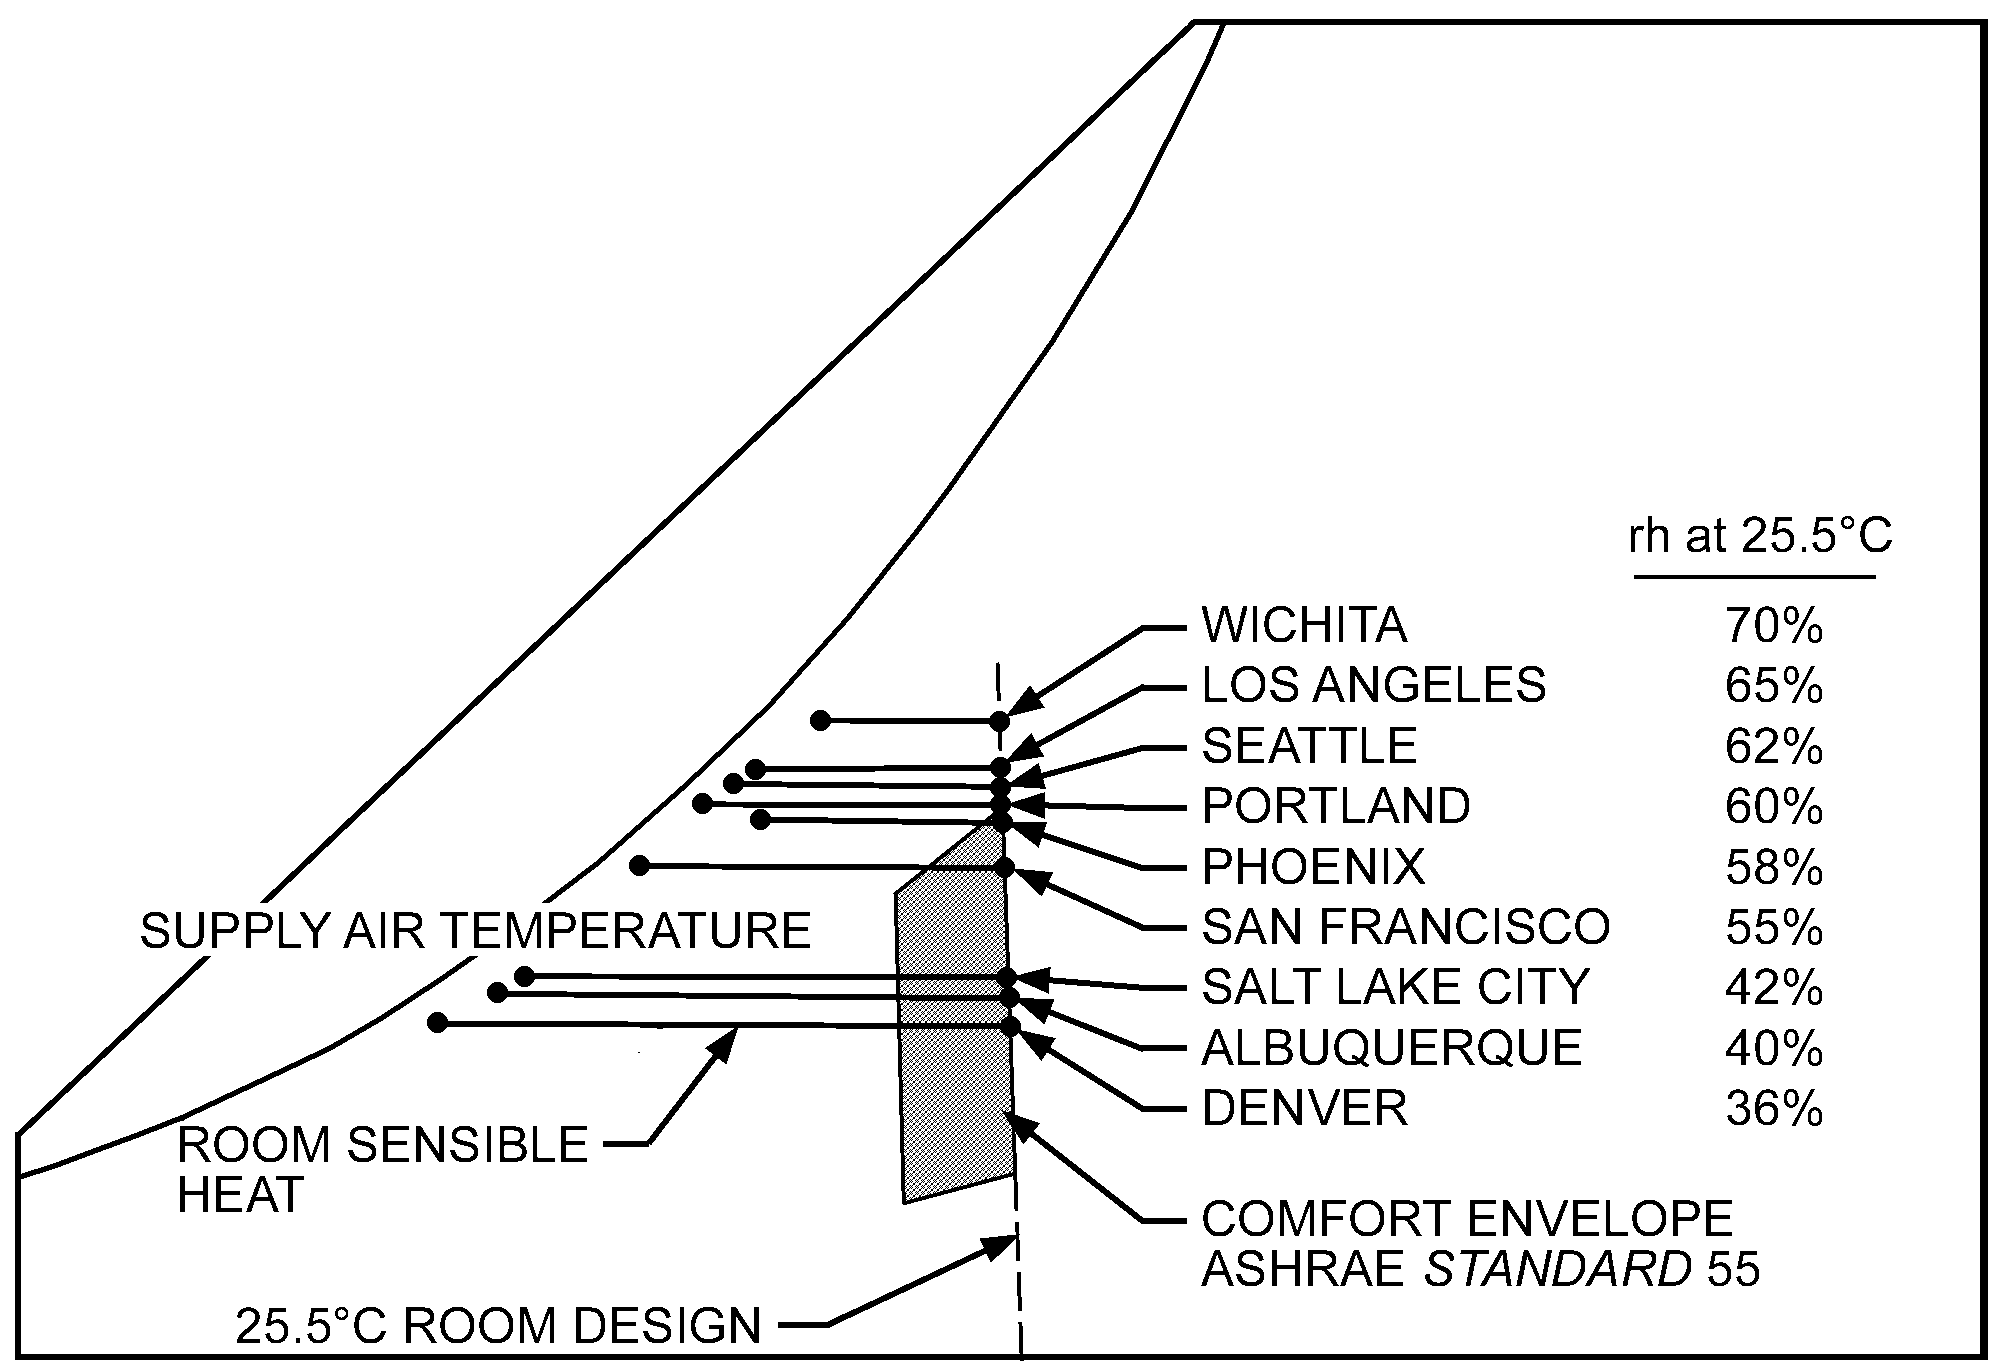 rh at 25.5°C
WICHITA 70%
LOS ANGELES 65%
SEATTLE 62%
PORTLAND 60%
PHOENIX 58%
SUPPLY AIR TEMPERATURE
SAN FRANCISCO 55%
SALT LAKE CITY 42%
ALBUQUERQUE 40%
DENVER 36%
ROOM SENSIBLE
HEAT
COMFORT ENVELOPE
ASHRAE STANDARD 55
25.5°C ROOM DESIGN